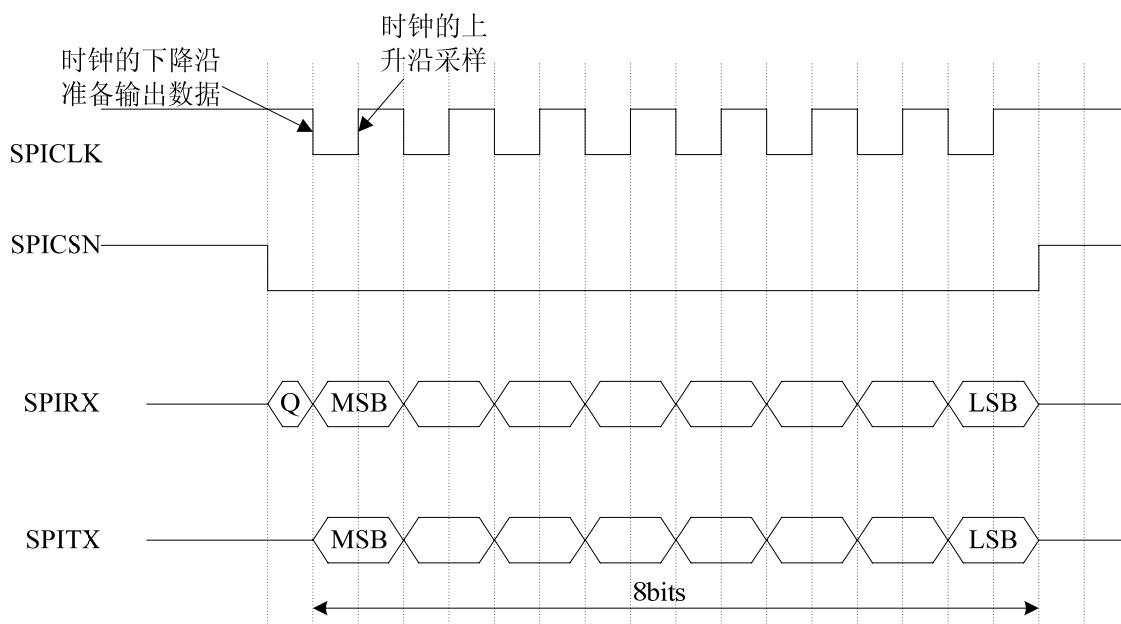 时钟的上
升沿采样
时钟的下降沿
准备输出数据
SPICLK
SPICSN
SPIRX
Q
MSB
LSB
SPITX
MSB
LSB
8bits